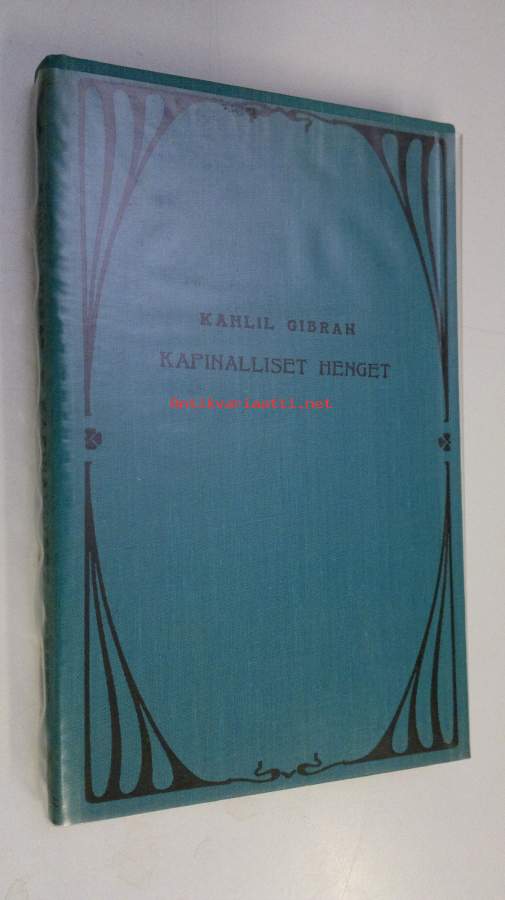 KAHLIL GIBRAN
KAPINALLISET HENGET
Antikvariaatti.net